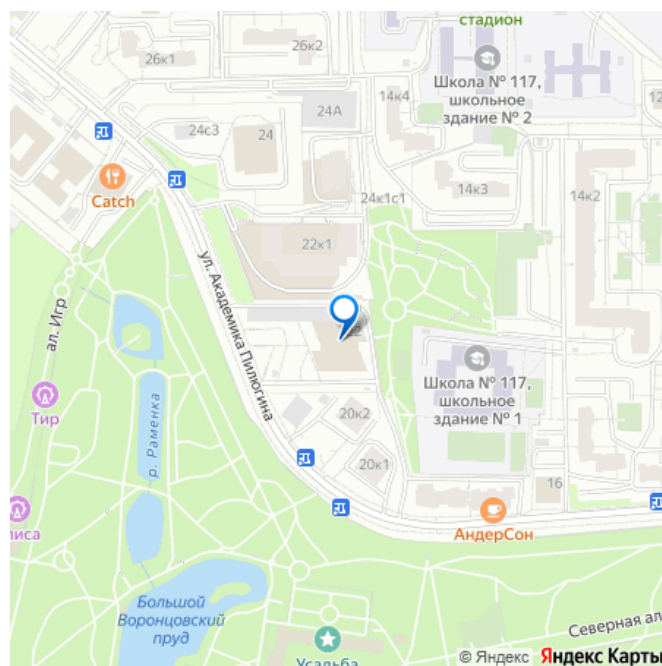 стадион
26к2
26к1
Школа № 117,
школьное
здание № 2
14к4
24А
24с3
24
12
Catch
24к1с1
14к3
14к2
22к1
ул. Академика Пилюгина
ал. Игр
Школа № 117,
школьное
здание № 1
Тир
р. Раменка
20к2
20к1
16
АндерСон
Большой
Воронцовский
пруд
Северная ал
Усадьба
© Яндекс Яндекс Карты